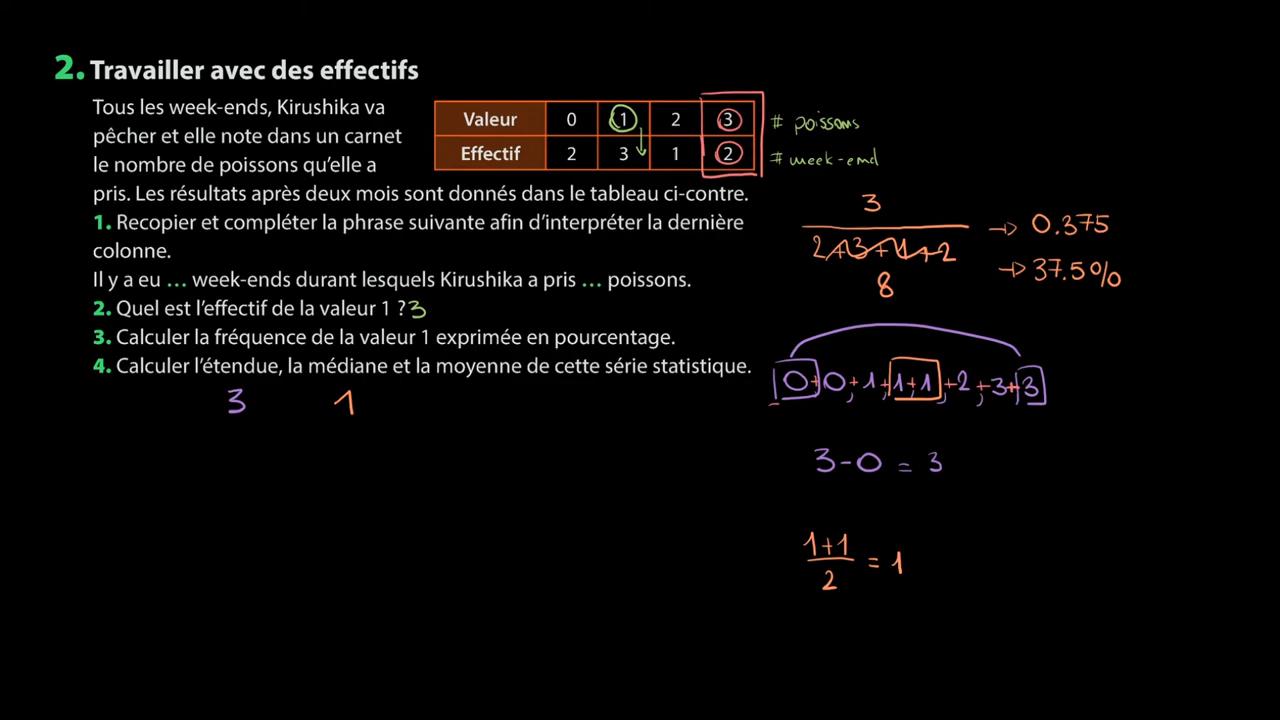 2. Travailler avec des effectifs
Tous les week-ends, Kirushika va
pêcher et elle note dans un carnet
le nombre de poissons qu'elle a
pris. Les résultats après deux mois sont donnés dans le tableau ci-contre.
Valeur 0 1 2 3 # poissons
Effectif 2 3 1 2 # week-end
1. Recopier et compléter la phrase suivante afin d'interpréter la dernière
colonne.
Il y a eu ... week-ends durant lesquels Kirushika a pris ... poissons.
2. Quel est l'effectif de la valeur 1 ? 3
3. Calculer la fréquence de la valeur 1 exprimée en pourcentage.
4. Calculer l'étendue, la médiane et la moyenne de cette série statistique.
3 1
3
2+3+1+2
8
→ 0.375
→ 37.5%
0+0+1+1+1+2+3+3
3-0 = 3
1+1
2
= 1